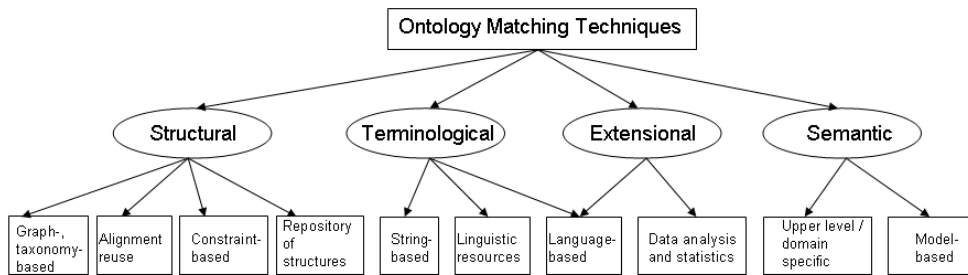 Ontology Matching Techniques
Structural
Terminological
Extensional
Semantic
Graph-,
taxonomy-
based
Alignment
reuse
Constraint-
based
Repository
of
structures
String-
based
Linguistic
resources
Language-
based
Data analysis
and statistics
Upper level /
domain
specific
Model-
based